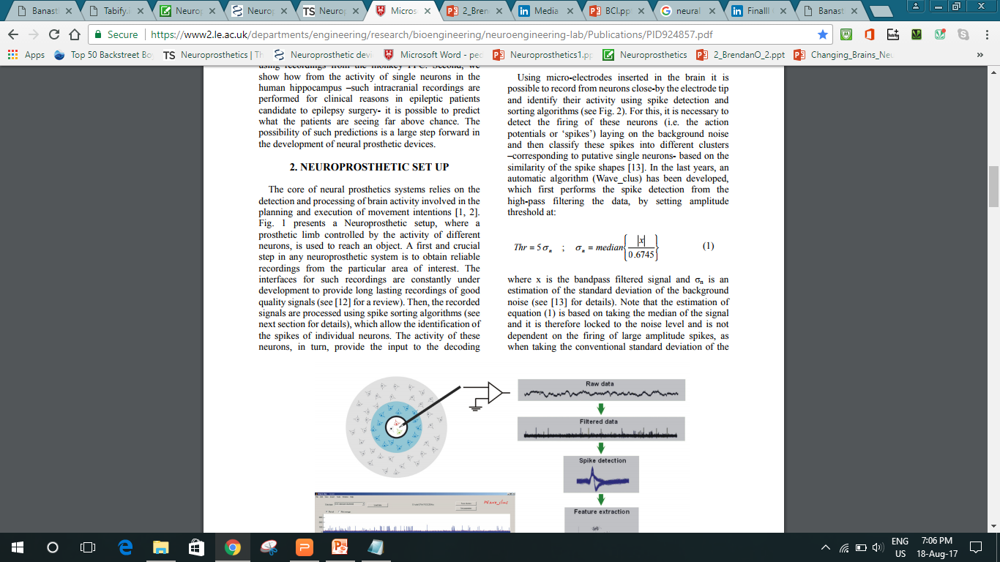 Banasth
Tabify.i
Neurop
Neurop
TS Neurop
Micros
2_Bren
Media
BCI.pp
neural
Finalll
Banast
Secure | https://www2.le.ac.uk/departments/engineering/research/bioengineering/neuroengineering-lab/Publications/PID924857.pdf
Apps
Top 50 Backstreet Bo
TS Neuroprosthetics | Th
Neuroprosthetic devi
Microsoft Word - peo
Neuroprosthetics1.pp
Neuroprosthetics
2_BrendanO_2.ppt
Changing_Brains_Neu
»
using recordings from the monkey PPC. Second, we
show how from the activity of single neurons in the
human hippocampus –such intracranial recordings are
performed for clinical reasons in epileptic patients
candidate to epilepsy surgery- it is possible to predict
what the patients are seeing far above chance. The
possibility of such predictions is a large step forward in
the development of neural prosthetic devices.
2. NEUROPROSTHETIC SET UP
The core of neural prosthetics systems relies on the
detection and processing of brain activity involved in the
planning and execution of movement intentions [1, 2].
Fig. 1 presents a Neuroprosthetic setup, where a
prosthetic limb controlled by the activity of different
neurons, is used to reach an object. A first and crucial
step in any neuroprosthetic system is to obtain reliable
recordings from the particular area of interest. The
interfaces for such recordings are constantly under
development to provide long lasting recordings of good
quality signals (see [12] for a review). Then, the recorded
signals are processed using spike sorting algorithms (see
next section for details), which allow the identification of
the spikes of individual neurons. The activity of these
neurons, in turn, provide the input to the decoding
Using micro-electrodes inserted in the brain it is
possible to record from neurons close-by the electrode tip
and identify their activity using spike detection and
sorting algorithms (see Fig. 2). For this, it is necessary to
detect the firing of these neurons (i.e. the action
potentials or ‘spikes’) laying on the background noise
and then classify these spikes into different clusters
–corresponding to putative single neurons- based on the
similarity of the spike shapes [13]. In the last years, an
automatic algorithm (Wave_clus) has been developed,
which first performs the spike detection from the
high-pass filtering the data, by setting amplitude
threshold at:
Thr = 5σn ; σn = median{|x|/0.6745} (1)
where x is the bandpass filtered signal and σn is an
estimation of the standard deviation of the background
noise (see [13] for details). Note that the estimation of
equation (1) is based on taking the median of the signal
and it is therefore locked to the noise level and is not
dependent on the firing of large amplitude spikes, as
when taking the conventional standard deviation of the
Raw data
Filtered data
Spike detection
Feature extraction
Wave_clus
ENG
US
7:06 PM
18-Aug-17